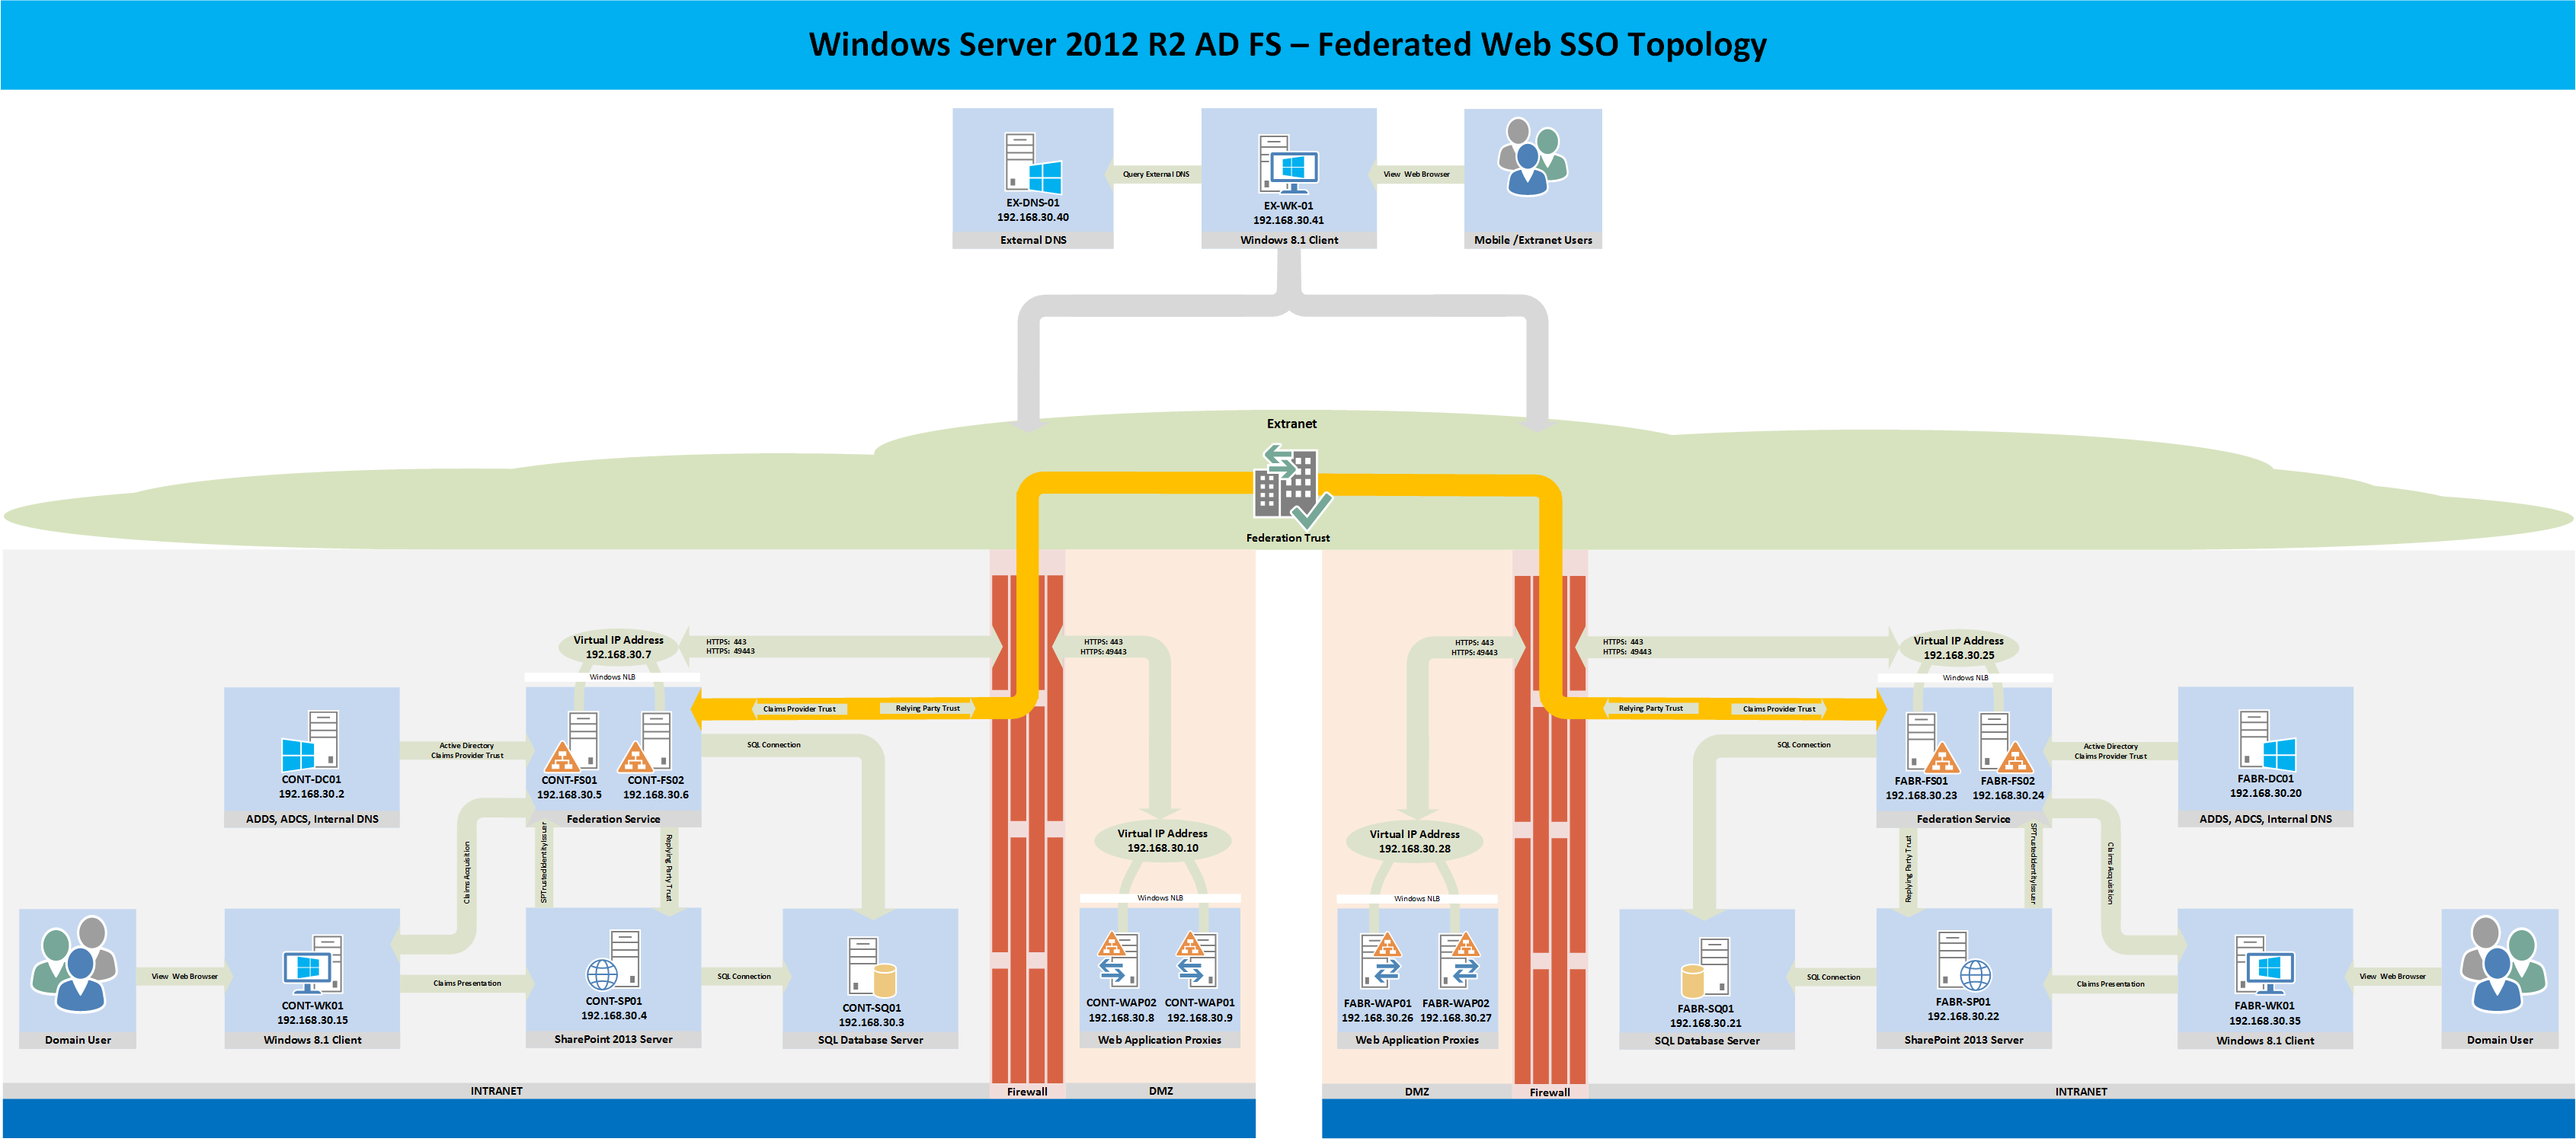 Windows Server 2012 R2 AD FS – Federated Web SSO Topology
EX-DNS-01
192.168.30.40
External DNS
Query External DNS
EX-WK-01
192.168.30.41
Windows 8.1 Client
View Web Browser
Mobile /Extranet Users
Extranet
Federation Trust
Virtual IP Address
192.168.30.7
Windows NLB
HTTPS: 443
HTTPS: 49443
HTTPS: 443
HTTPS: 49443
Claims Provider Trust
Relying Party Trust
CONT-DC01
192.168.30.2
ADDS, ADCS, Internal DNS
Active Directory
Claims Provider Trust
CONT-FS01
192.168.30.5
CONT-FS02
192.168.30.6
Federation Service
SQL Connection
Claims Acquisition
SPTrustedIdentityIsssuer
Replying Party Trust
Domain User
View Web Browser
CONT-WK01
192.168.30.15
Windows 8.1 Client
Claims Presentation
CONT-SP01
192.168.30.4
SharePoint 2013 Server
SQL Connection
CONT-SQ01
192.168.30.3
SQL Database Server
Virtual IP Address
192.168.30.10
Windows NLB
CONT-WAP02
192.168.30.8
CONT-WAP01
192.168.30.9
Web Application Proxies
INTRANET
Firewall
DMZ
HTTPS: 443
HTTPS: 49443
HTTPS: 443
HTTPS: 49443
Virtual IP Address
192.168.30.25
Windows NLB
Relying Party Trust
Claims Provider Trust
SQL Connection
FABR-FS01
192.168.30.23
FABR-FS02
192.168.30.24
Federation Service
Active Directory
Claims Provider Trust
FABR-DC01
192.168.30.20
ADDS, ADCS, Internal DNS
Virtual IP Address
192.168.30.28
Windows NLB
FABR-WAP01
192.168.30.26
FABR-WAP02
192.168.30.27
Web Application Proxies
Replying Party Trust
SPTrustedIdentityIssuer
Claims Acquisition
FABR-SQ01
192.168.30.21
SQL Database Server
SQL Connection
FABR-SP01
192.168.30.22
SharePoint 2013 Server
Claims Presentation
FABR-WK01
192.168.30.35
Windows 8.1 Client
View Web Browser
Domain User
DMZ
Firewall
INTRANET